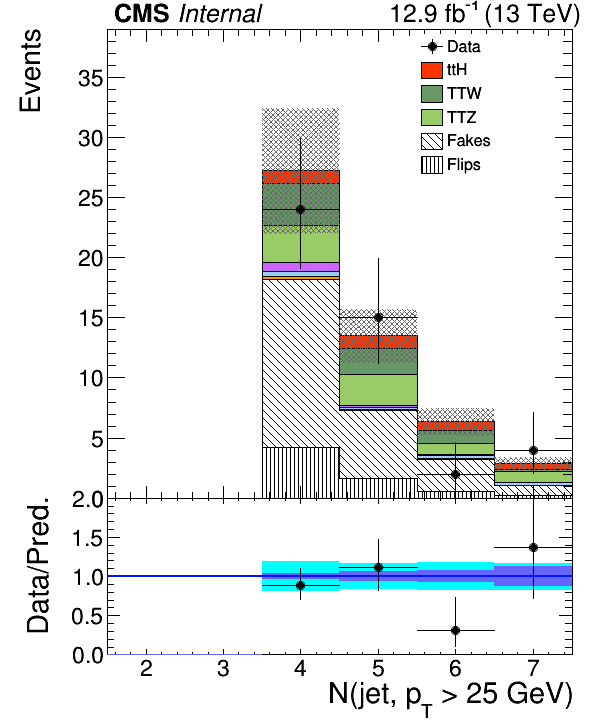 CMS Internal 12.9 fb-1 (13 TeV)
Events
35
30
25
20
15
10
5
Data
ttH
TTW
TTZ
Fakes
Flips
Data/Pred.
2.0
1.5
1.0
0.5
0.0
2 3 4 5 6 7
N(jet, pT > 25 GeV)